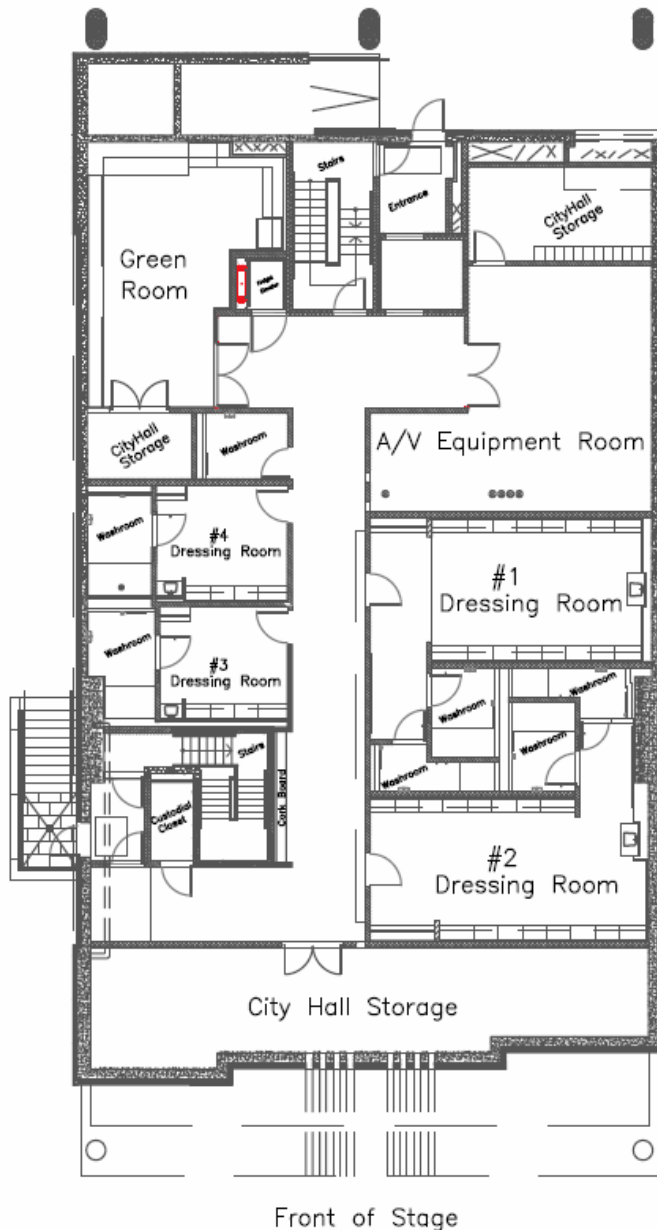 Stairs
Entrance
CityHall
Storage
Green
Room
Freight
Elevator
CityHall
Storage
Washroom
A/V Equipment Room
Washroom
#4
Dressing Room
#1
Dressing Room
Washroom
#3
Dressing Room
Washroom
Washroom
Washroom
Washroom
Stairs
Cork Board
Custodial
Closet
#2
Dressing Room
City Hall Storage
Front of Stage